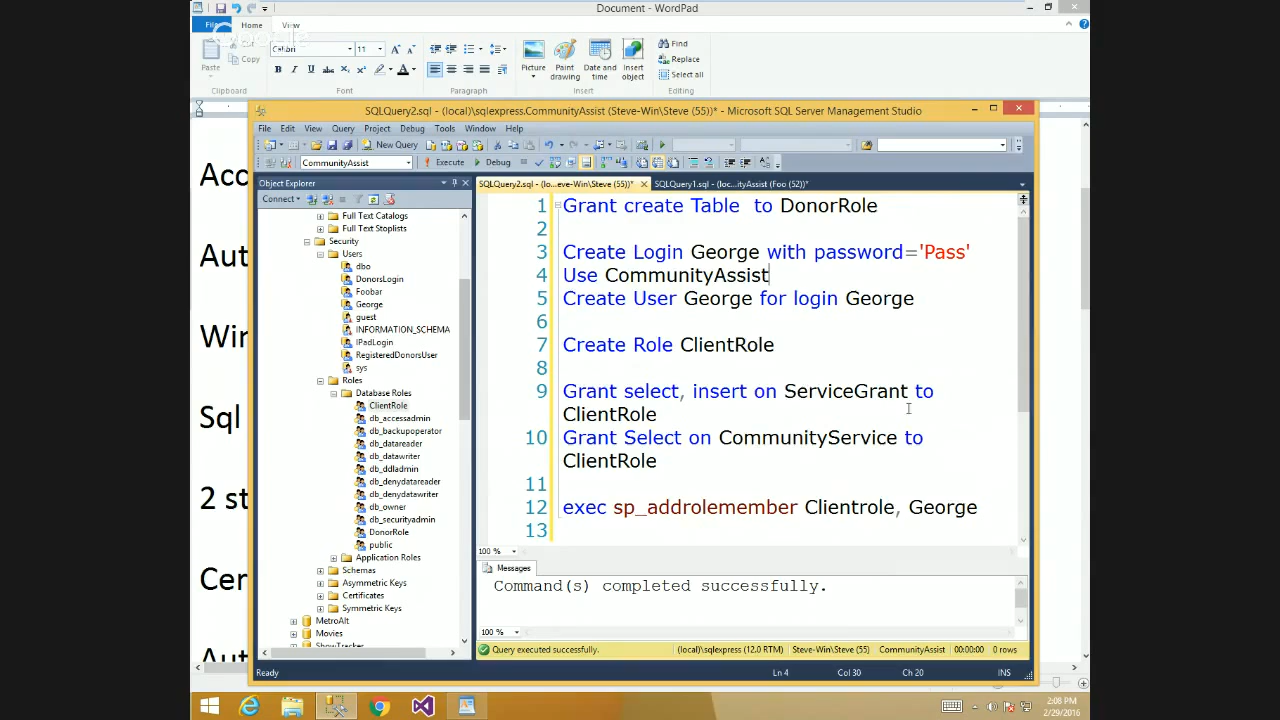 Document - WordPad
File
Home
View
Calibri
11
Paste
Copy
Clipboard
Font
Paragraph
Picture
Paint drawing
Date and time
Insert object
Insert
Find
Replace
Select all
Editing
Acc
Aut
Win
Sql
2 st
Cer
Aut
SQLQuery2.sql - (local)\sqlexpress.CommunityAssist (Steve-Win\Steve (55))* - Microsoft SQL Server Management Studio
File Edit View Query Project Debug Tools Window Help
New Query
CommunityAssist
Execute
Debug
Object Explorer
Connect
Full Text Catalogs
Full Text Stoplists
Security
Users
dbo
DonorsLogin
Foobar
George
guest
INFORMATION_SCHEMA
IPadLogin
RegisteredDonorsUser
sys
Roles
Database Roles
ClientRole
db_accessadmin
db_backupoperator
db_datareader
db_datawriter
db_ddladmin
db_denydatareader
db_denydatawriter
db_owner
db_securityadmin
DonorRole
public
Application Roles
Schemas
Asymmetric Keys
Certificates
Symmetric Keys
MetroAlt
Movies
ShowTracker
SQLQuery2.sql - (lo...eve-Win\Steve (55))*
SQLQuery1.sql - (loc...ityAssist (Foo (52))*
1 Grant create Table to DonorRole
2
3 Create Login George with password='Pass'
4 Use CommunityAssist
5 Create User George for login George
6
7 Create Role ClientRole
8
9 Grant select, insert on ServiceGrant to
ClientRole
10 Grant Select on CommunityService to
ClientRole
11
12 exec sp_addrolemember Clientrole, George
13
100 %
Messages
Command(s) completed successfully.
100 %
Query executed successfully.
(local)\sqlexpress (12.0 RTM)
Steve-Win\Steve (55)
CommunityAssist
00:00:00
0 rows
Ready
Ln 4
Col 30
Ch 20
INS
2:08 PM
2/29/2016